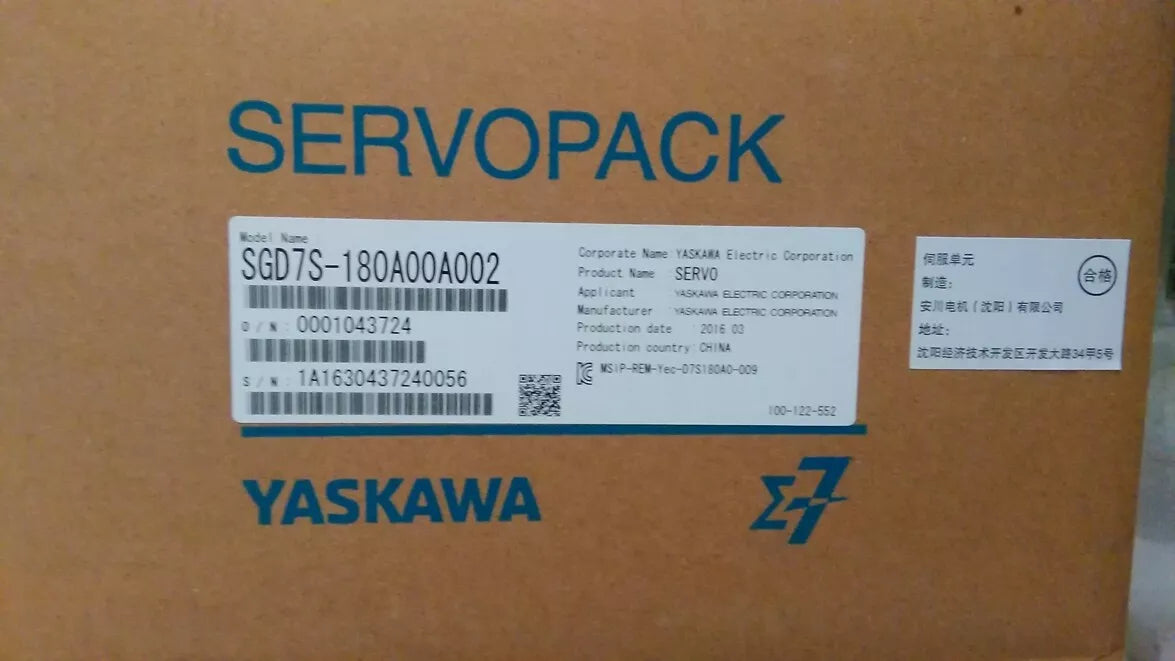 SERVOPACK
Model Name
SGD7S-180A00A002
O/N: 0001043724
S/N: 1A1630437240056
Corporate Name YASKAWA Electric Corporation
Product Name : SERVO
Applicant : YASKAWA ELECTRIC CORPORATION
Manufacturer : YASKAWA ELECTRIC CORPORATION
Production date : 2016 03
Production country: CHINA
MSIP-REM-Yec-D7S180A0-009
100-122-552
伺服单元
合格
制造:
安川电机(沈阳)有限公司
地址:
沈阳经济技术开发区开发大路34甲5号
YASKAWA
Σ-7